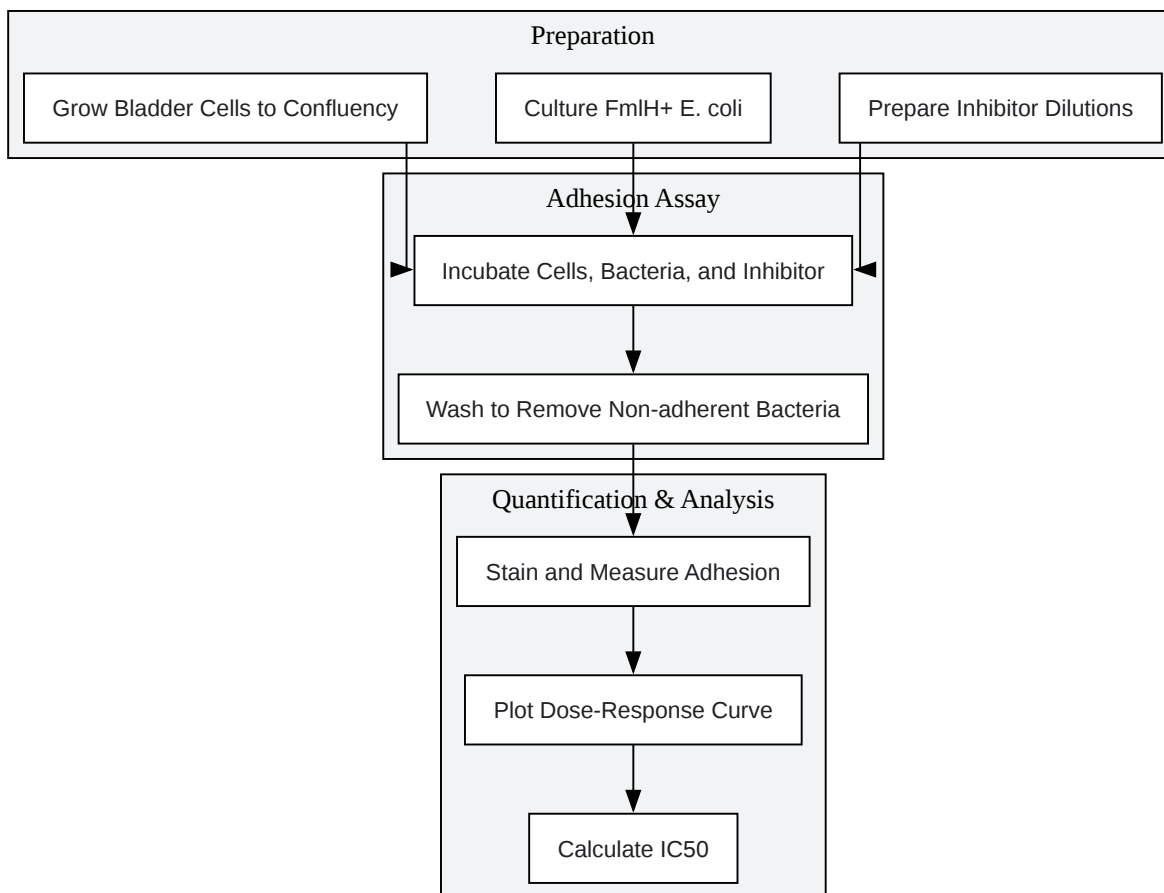 Preparation
Grow Bladder Cells to Confluency
Culture FmlH+ E. coli
Prepare Inhibitor Dilutions
Adhesion Assay
Incubate Cells, Bacteria, and Inhibitor
Wash to Remove Non-adherent Bacteria
Quantification & Analysis
Stain and Measure Adhesion
Plot Dose-Response Curve
Calculate IC50